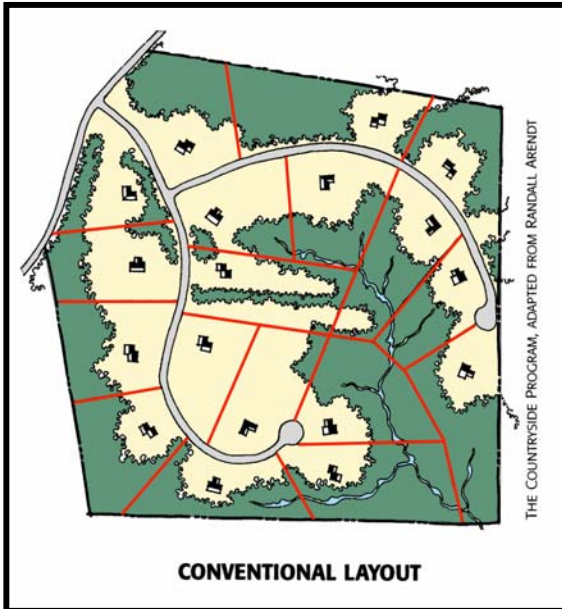 THE COUNTRYSIDE PROGRAM, ADAPTED FROM RANDALL ARENDT
CONVENTIONAL LAYOUT